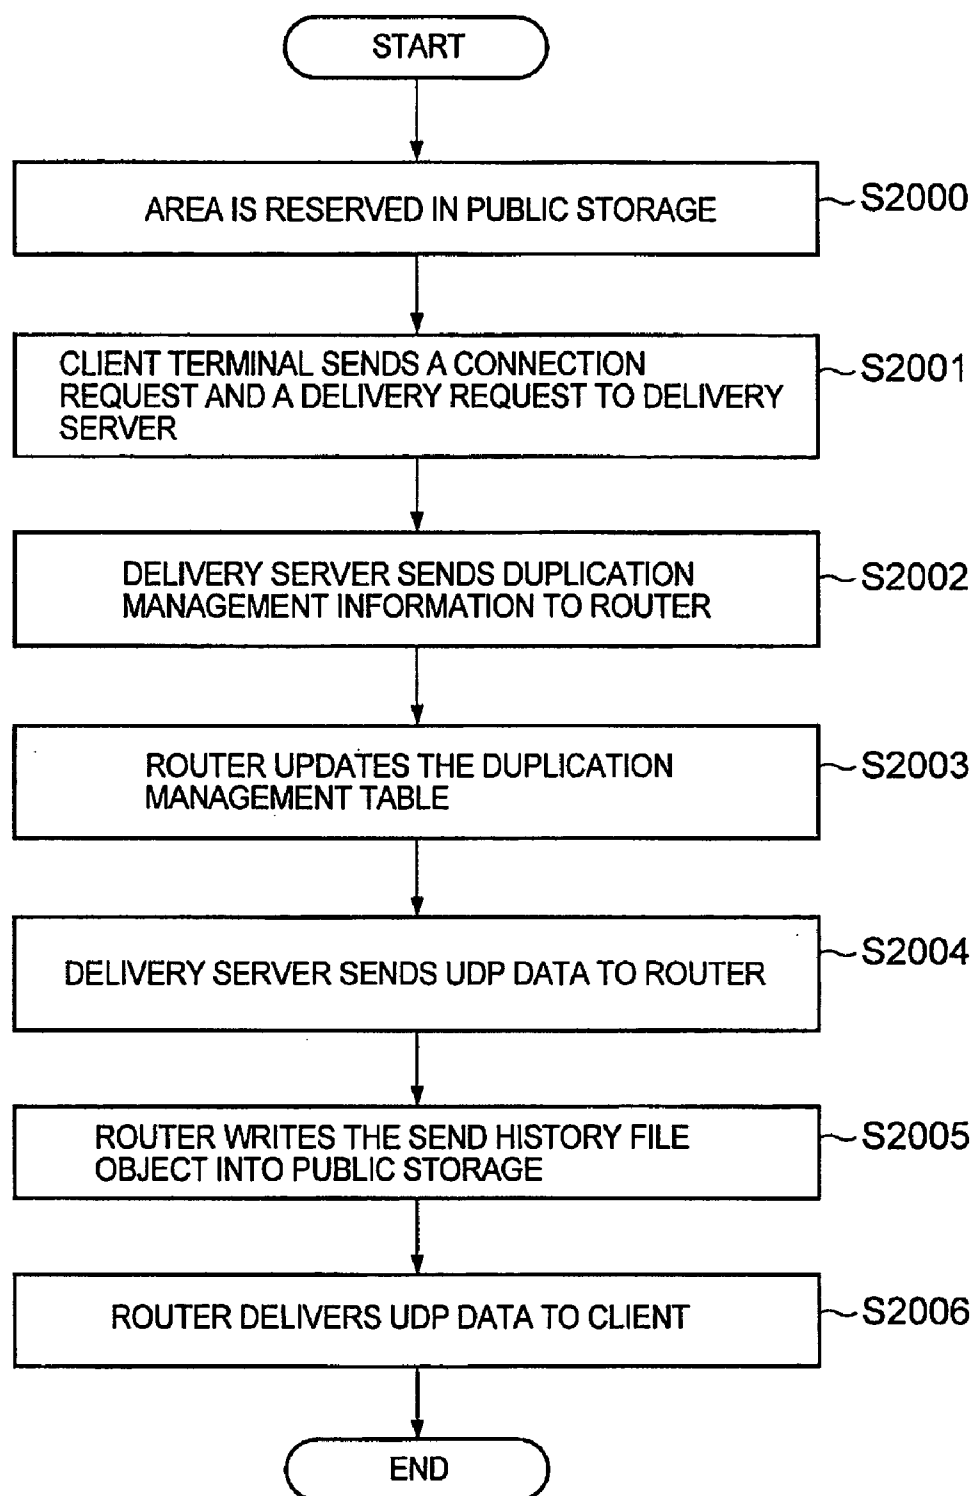 START
AREA IS RESERVED IN PUBLIC STORAGE
S2000
CLIENT TERMINAL SENDS A CONNECTION
REQUEST AND A DELIVERY REQUEST TO DELIVERY
SERVER
S2001
DELIVERY SERVER SENDS DUPLICATION
MANAGEMENT INFORMATION TO ROUTER
S2002
ROUTER UPDATES THE DUPLICATION
MANAGEMENT TABLE
S2003
DELIVERY SERVER SENDS UDP DATA TO ROUTER
S2004
ROUTER WRITES THE SEND HISTORY FILE
OBJECT INTO PUBLIC STORAGE
S2005
ROUTER DELIVERS UDP DATA TO CLIENT
S2006
END